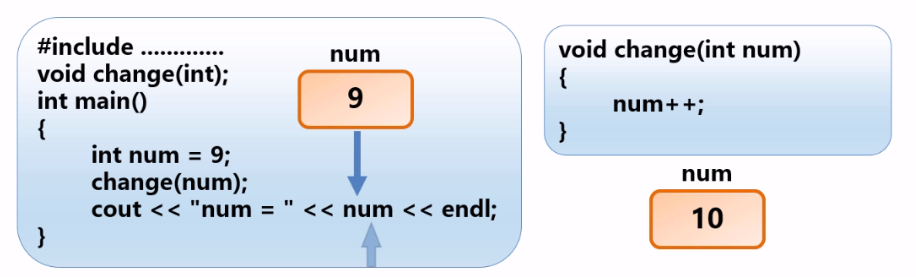 #include .............
void change(int);
int main()
{
int num = 9;
change(num);
cout << "num = " << num << endl;
}
num
9
void change(int num)
{
num++;
}
num
10